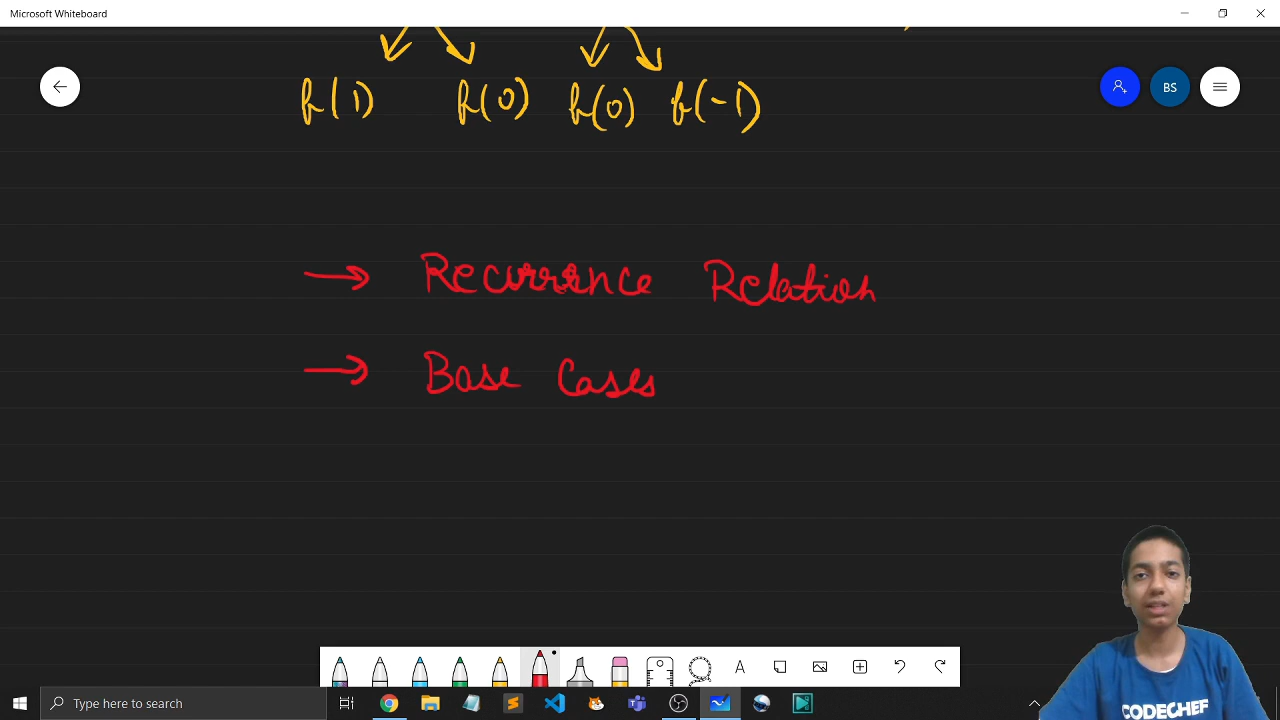 Microsoft Whiteboard
f(1) f(0) f(0) f(-1)
BS
→ Recurrence Relation
→ Base Cases
A
Type here to search
CODECHEF